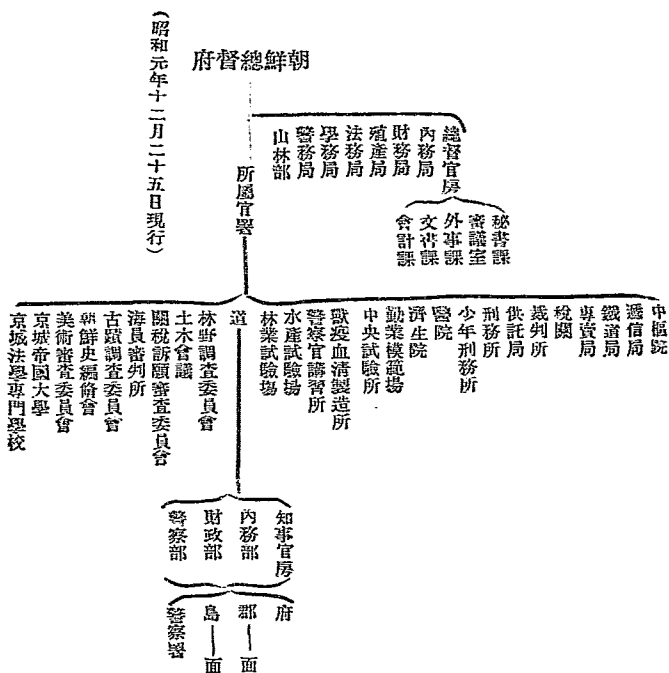 朝鮮總督府
(昭和元年十二月二十五日現行)
總督官房
內務局
財務局
殖產局
法務局
學務局
警務局
山林部
秘書課
審議室
外事課
文書課
會計課
所屬官署
中樞院
遞信局
鐵道局
專賣局
稅關
裁判所
供託局
刑務所
少年刑務所
醫院
濟生院
勸業模範場
中央試驗所
獸疫血清製造所
警察官講習所
水產試驗場
林業試驗場
道
林野調査委員會
土木會議
關稅訴願審査委員會
海員審判所
古蹟調査委員會
朝鮮史編脩會
美術審査委員會
京城帝國大學
京城法學專門學校
知事官房
內務部
財政部
警察部
府
郡—面
島—面
警察署